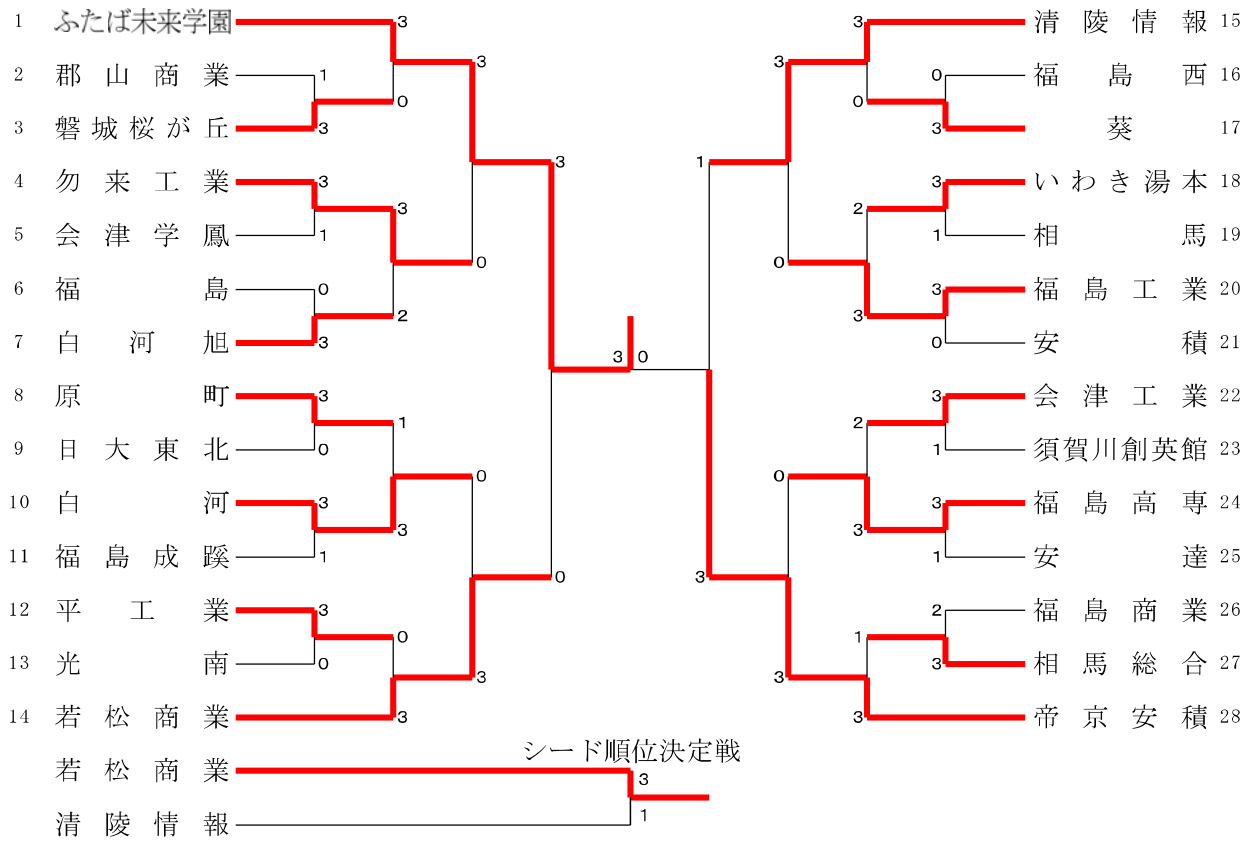 1 ふたば未来学園 3 3 清陵情報 15
3 3
2 郡山商業 1 0 福島西 16
0 0
3 磐城桜が丘 3 3 葵 17
3 1
4 勿来工業 3 3 いわき湯本 18
3 2
5 会津学鳳 1 1 相馬 19
0 0
6 福島 0 3 福島工業 20
2 3
7 白河旭 3 0 安積 21
3 0
8 原町 3 3 会津工業 22
1 2
9 日大東北 0 1 須賀川創英館 23
0 0
10 白河 3 3 福島高専 24
3 3
11 福島成蹊 1 1 安達 25
0 3
12 平工業 3 2 福島商業 26
0 1
13 光南 0 3 相馬総合 27
3 3
14 若松商業 3 3 帝京安積 28
シード順位決定戦
若松商業 3
清陵情報 1